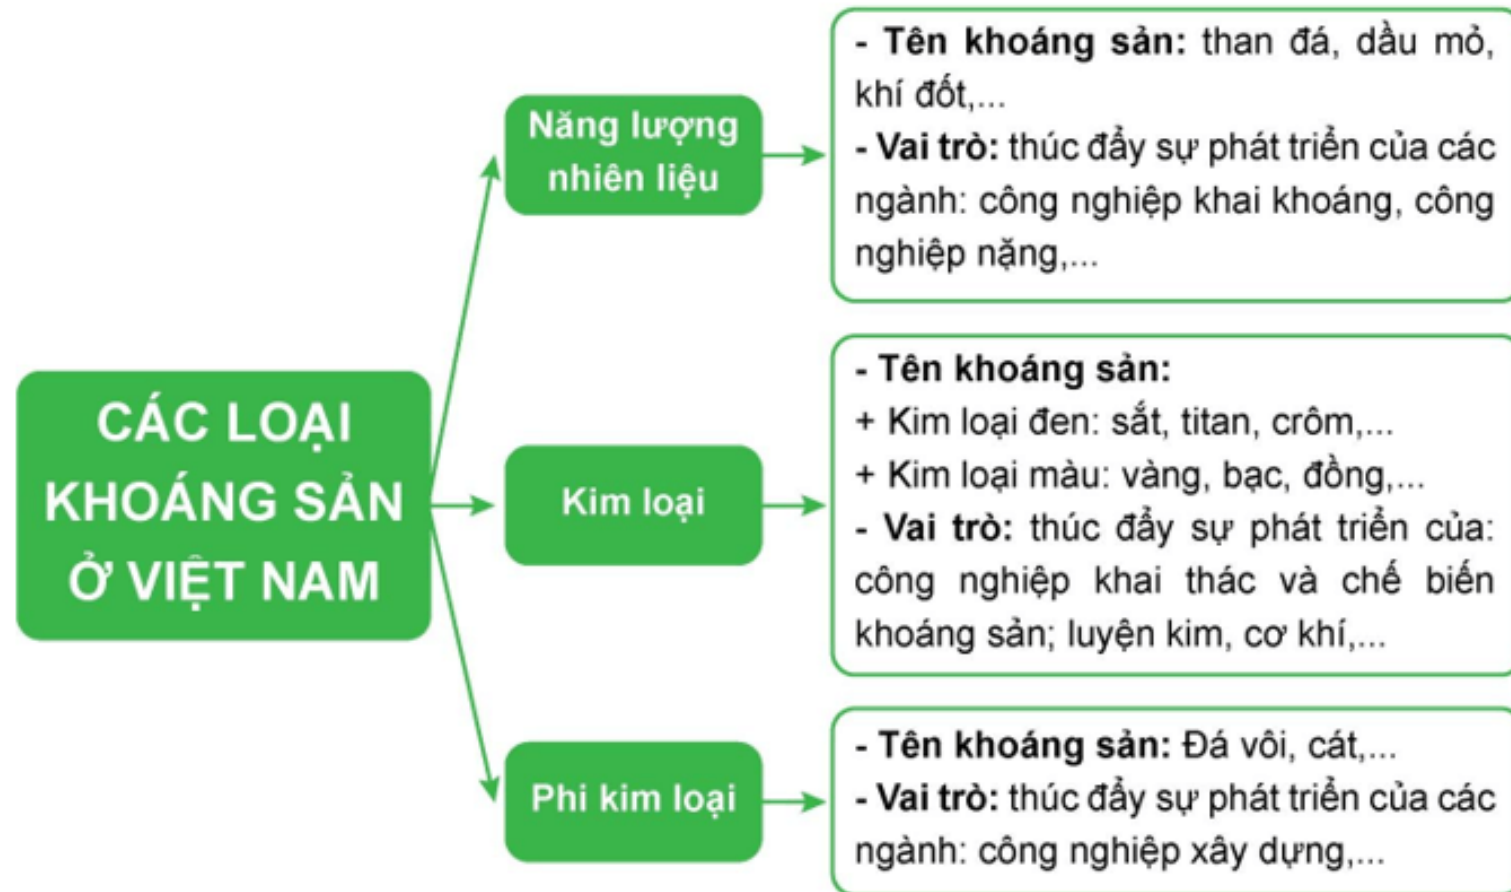 CÁC LOẠI
KHOÁNG SẢN
Ở VIỆT NAM
Năng lượng
nhiên liệu
- Tên khoáng sản: than đá, dầu mỏ,
khí đốt,...
- Vai trò: thúc đẩy sự phát triển của các
ngành: công nghiệp khai khoáng, công
nghiệp nặng,...
Kim loại
- Tên khoáng sản:
+ Kim loại đen: sắt, titan, crôm,...
+ Kim loại màu: vàng, bạc, đồng,...
- Vai trò: thúc đẩy sự phát triển của:
công nghiệp khai thác và chế biến
khoáng sản; luyện kim, cơ khí,...
Phi kim loại
- Tên khoáng sản: Đá vôi, cát,...
- Vai trò: thúc đẩy sự phát triển của các
ngành: công nghiệp xây dựng,...